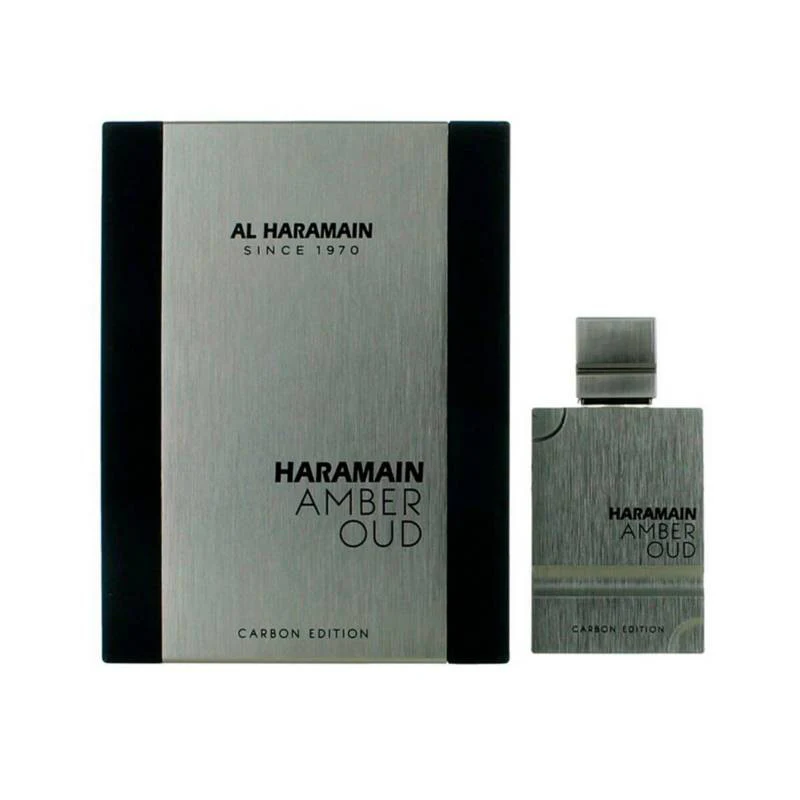 AL HARAMAIN
SINCE 1970
HARAMAIN
AMBER
OUD
CARBON EDITION
HARAMAIN
AMBER
OUD
CARBON EDITION